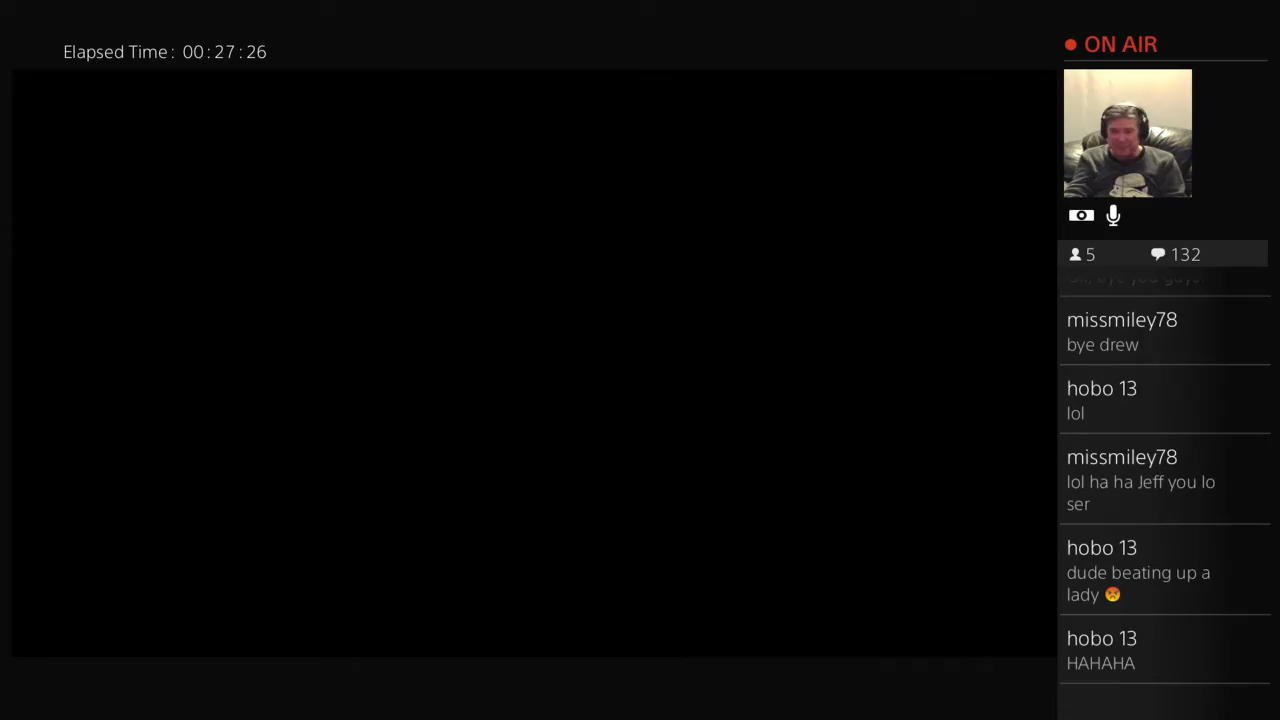 Elapsed Time: 00:27:26
ON AIR
5 132
missmiley78
bye drew
hobo 13
lol
missmiley78
lol ha ha Jeff you lo
ser
hobo 13
dude beating up a
lady 😡
hobo 13
HAHAHA